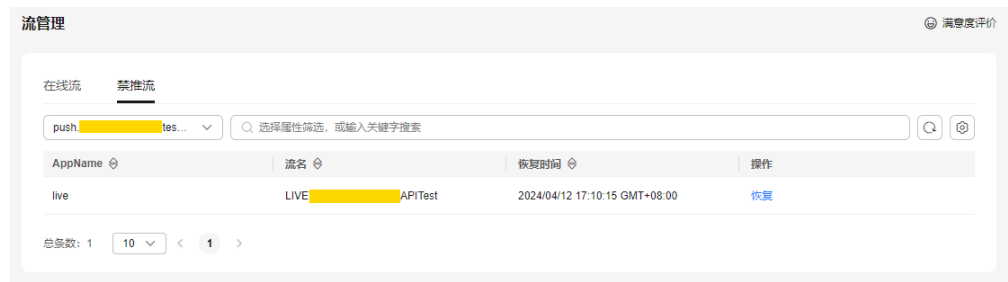 流管理 满意度评价
在线流 禁推流
push. tes... 选择属性筛选，或输入关键字搜索
AppName 流名 恢复时间 操作
live LIVE APITest 2024/04/12 17:10:15 GMT+08:00 恢复
总条数：1 10 < 1 >